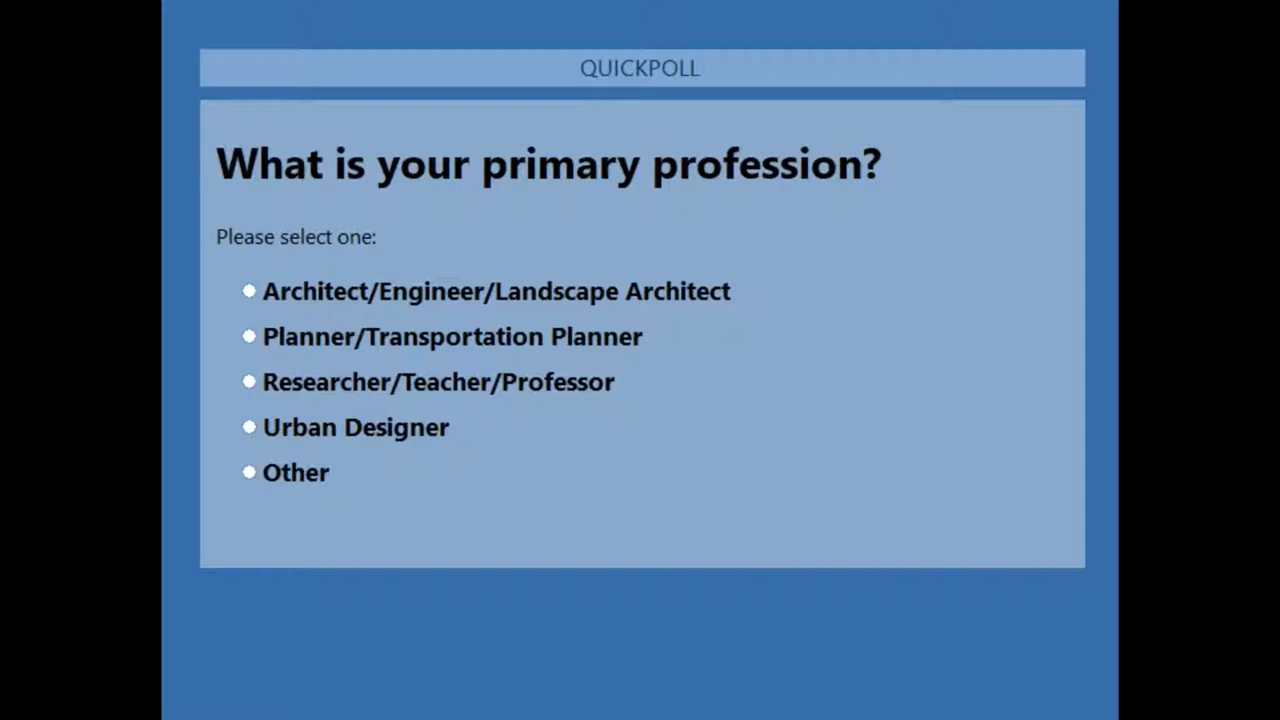 QUICKPOLL
What is your primary profession?
Please select one:
Architect/Engineer/Landscape Architect
Planner/Transportation Planner
Researcher/Teacher/Professor
Urban Designer
Other